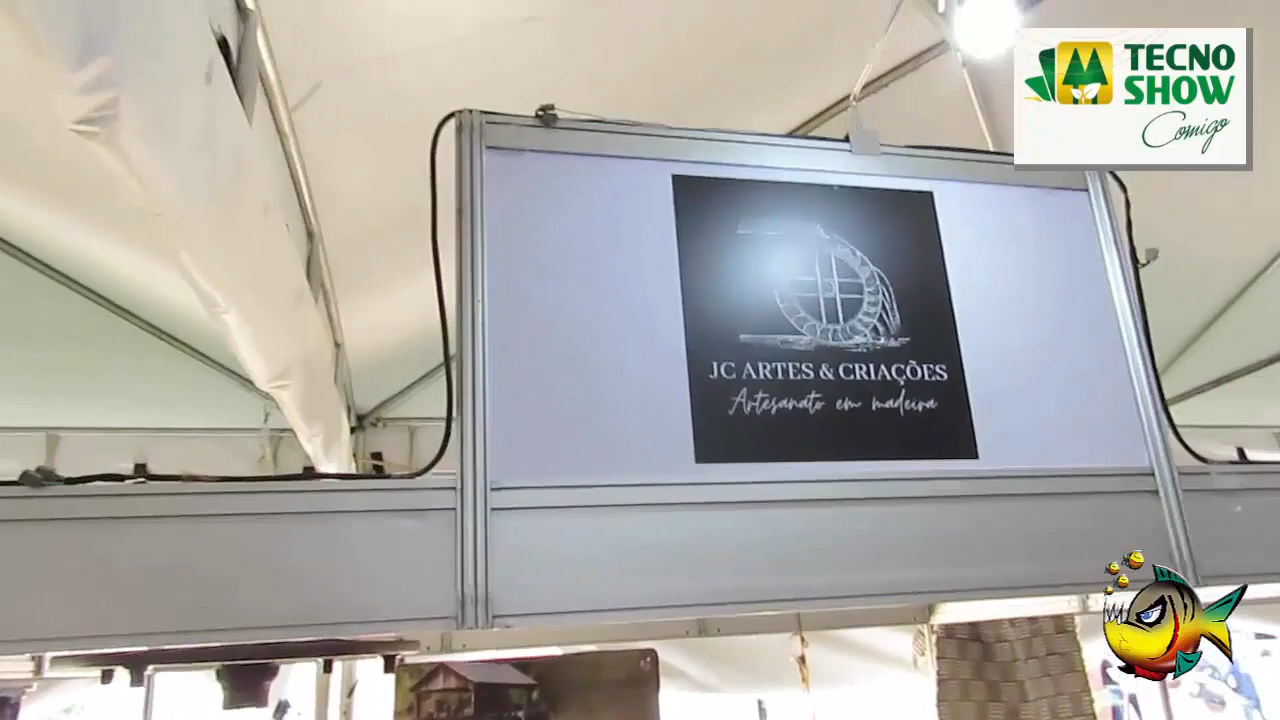 TECNO
SHOW
Comigo
JC ARTES & CRIAÇÕES
Artesanato em madeira